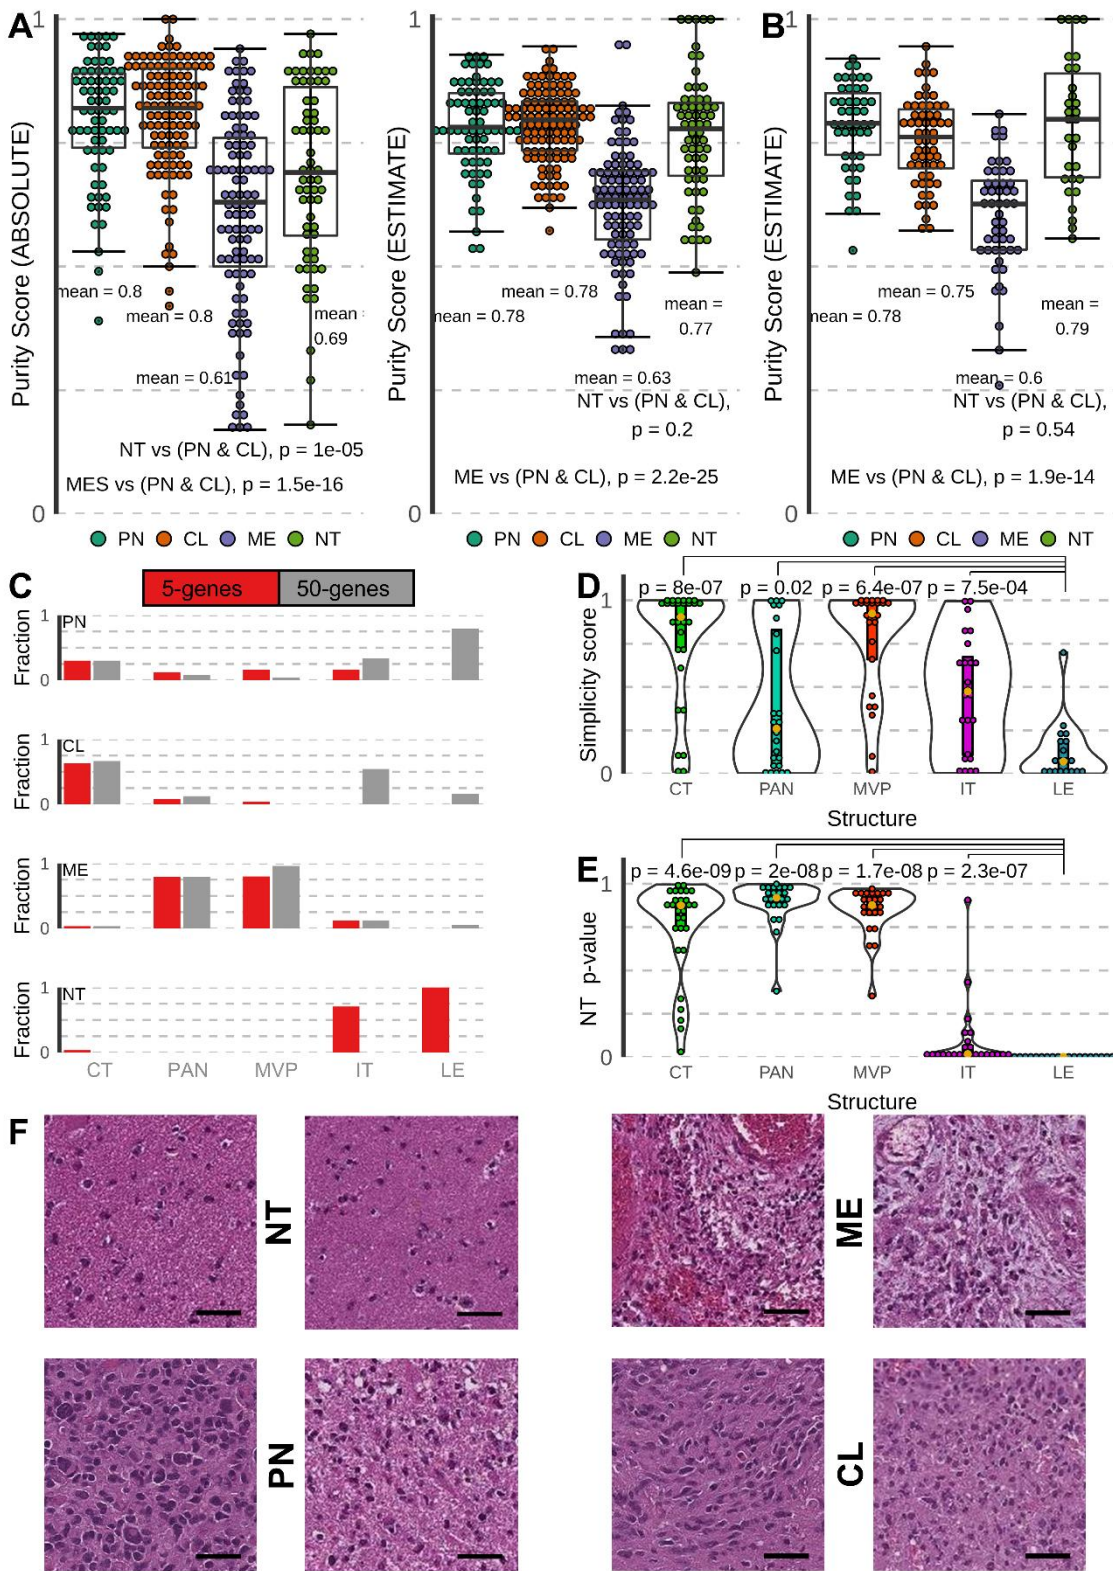 A
B
Purity Score (ABSOLUTE)
1
0
mean = 0.8
mean = 0.8
mean = 0.61
mean =
0.69
NT vs (PN & CL), p = 1e-05
MES vs (PN & CL), p = 1.5e-16
PN CL ME NT
Purity Score (ESTIMATE)
1
0
mean = 0.78
mean = 0.78
mean = 0.63
mean =
0.77
NT vs (PN & CL),
p = 0.2
ME vs (PN & CL), p = 2.2e-25
PN CL ME NT
Purity Score (ESTIMATE)
1
0
mean = 0.78
mean = 0.75
mean = 0.6
mean =
0.79
NT vs (PN & CL),
p = 0.54
ME vs (PN & CL), p = 1.9e-14
PN CL ME NT
C
5-genes 50-genes
Fraction
1
0
PN
Fraction
1
0
CL
Fraction
1
0
ME
Fraction
1
0
NT
CT PAN MVP IT LE
D
p = 8e-07 p = 0.02 p = 6.4e-07 p = 7.5e-04
Simplicity score
1
0
CT PAN MVP IT LE
Structure
E
p = 4.6e-09 p = 2e-08 p = 1.7e-08 p = 2.3e-07
NT p-value
1
0
CT PAN MVP IT LE
Structure
F
NT
ME
PN
CL